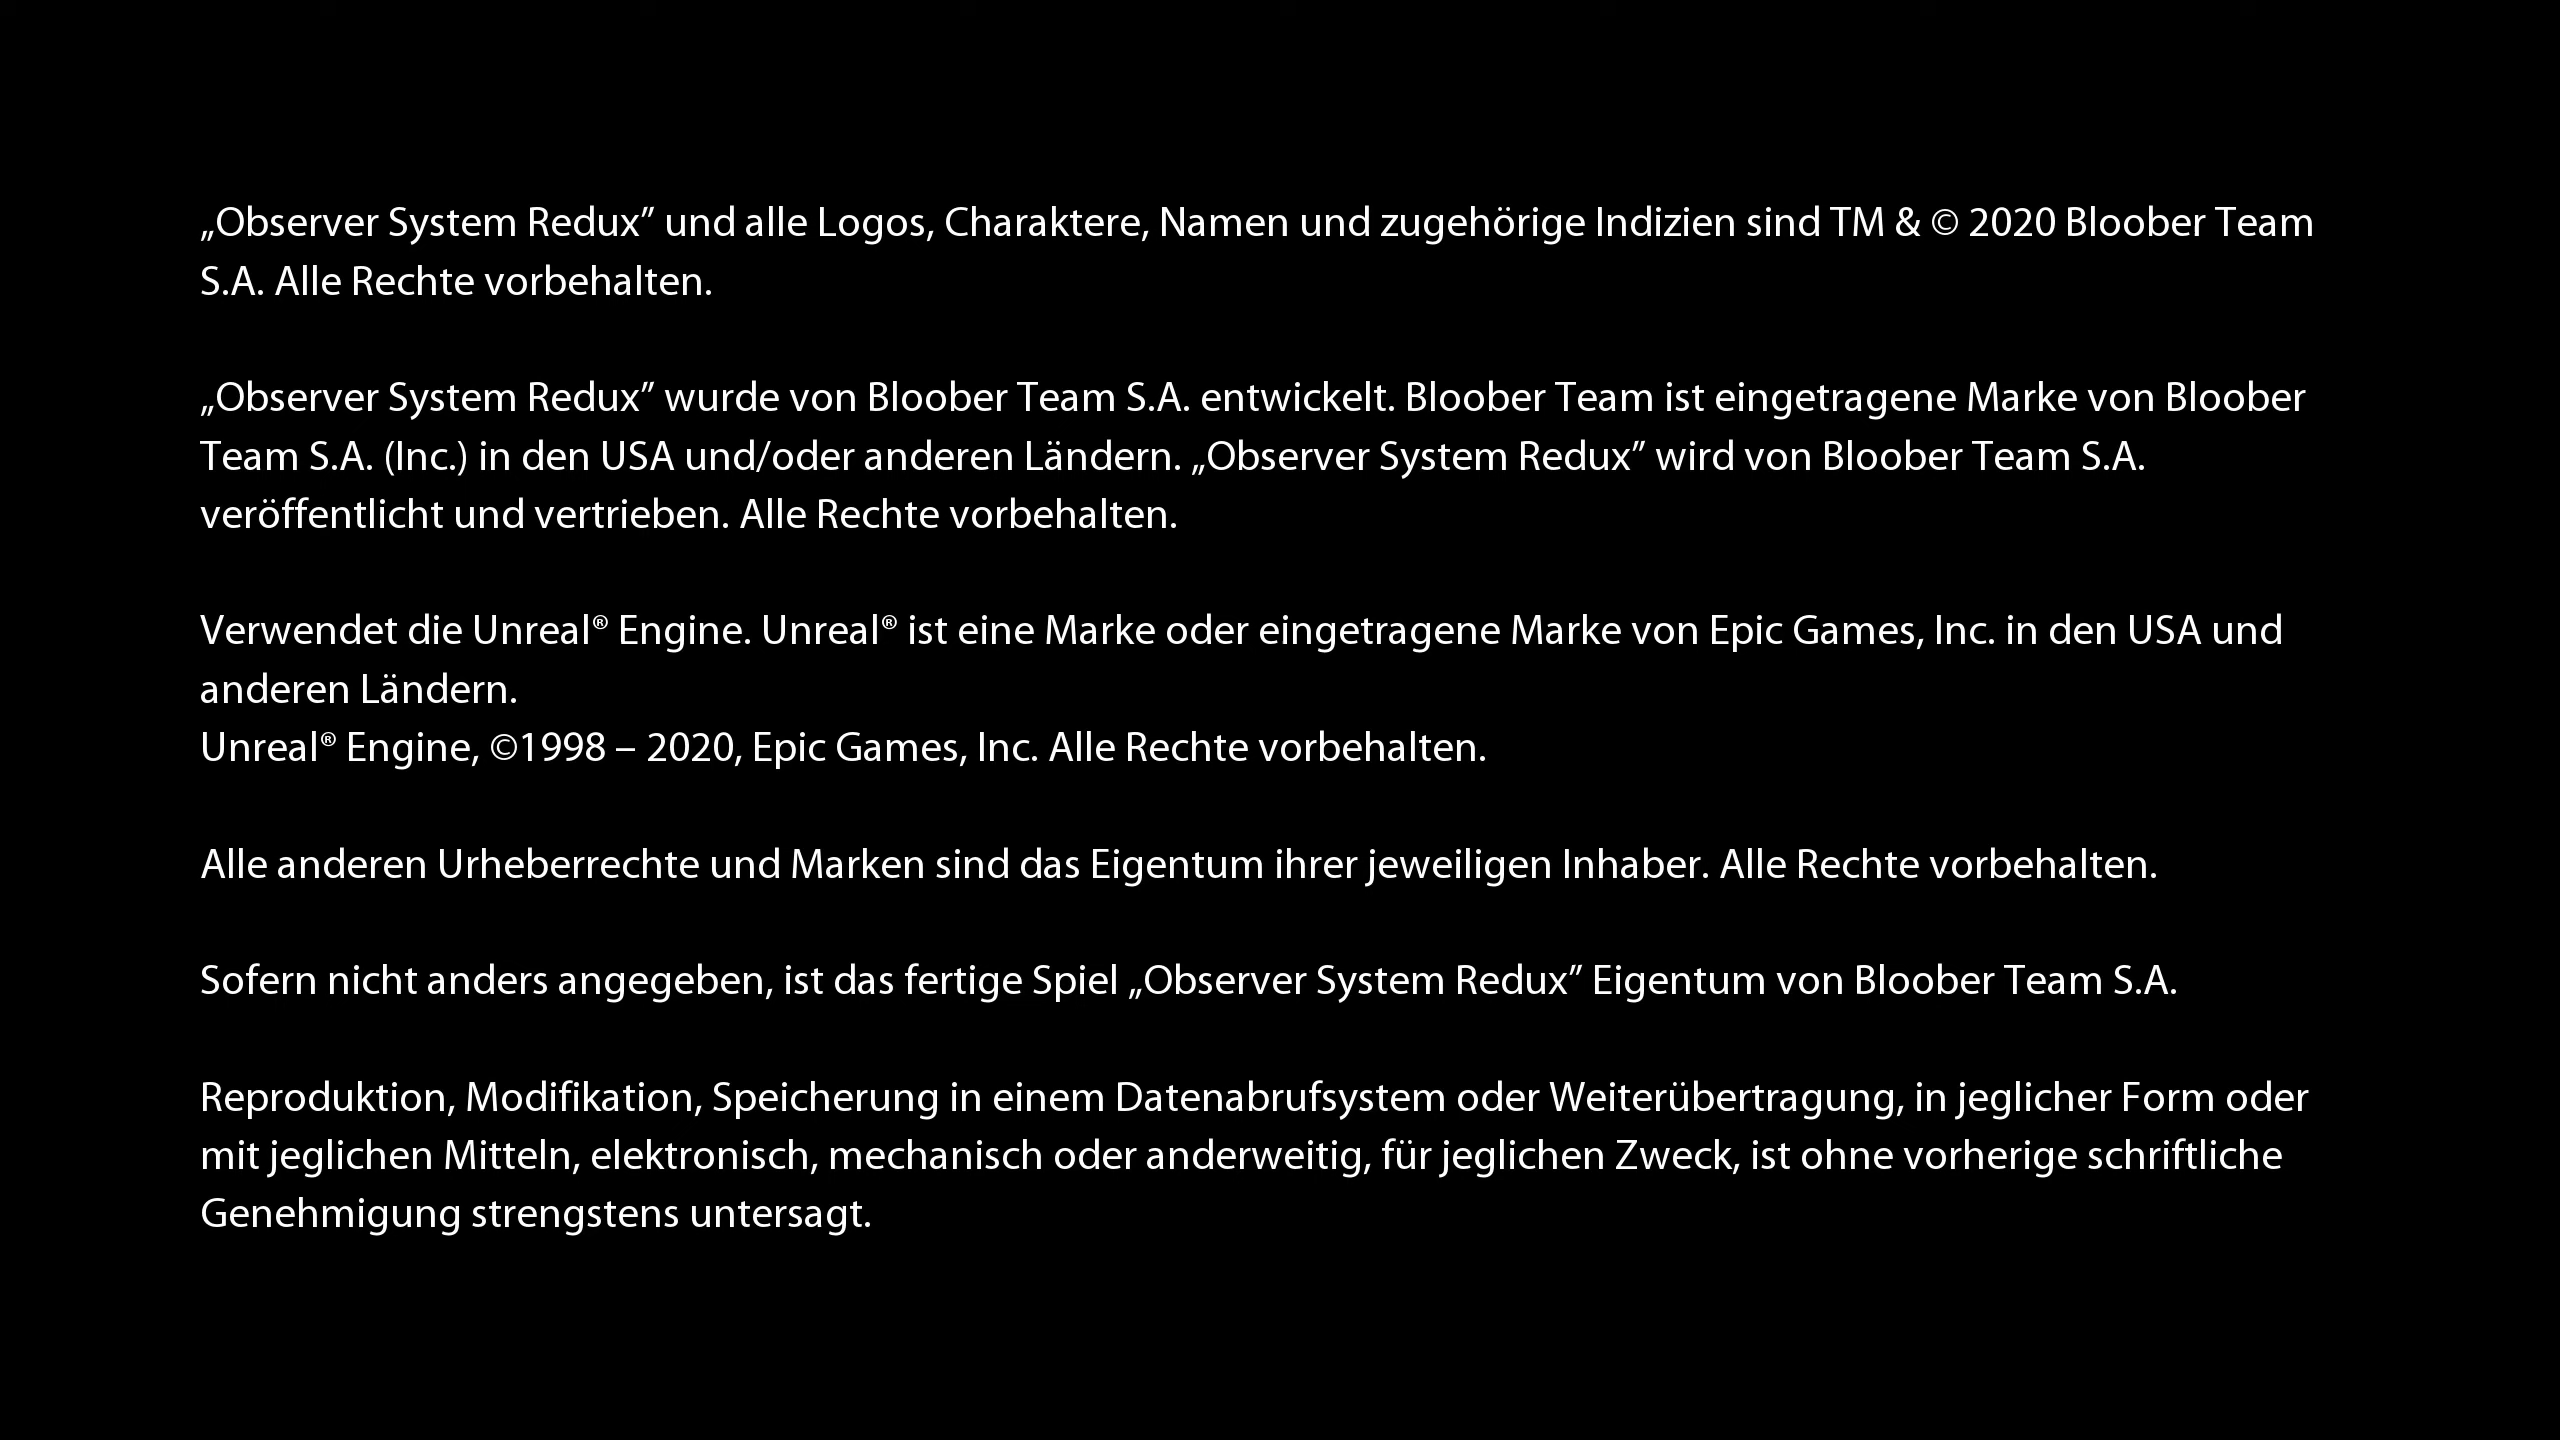 „Observer System Redux” und alle Logos, Charaktere, Namen und zugehörige Indizien sind TM & © 2020 Bloober Team
S.A. Alle Rechte vorbehalten.
„Observer System Redux” wurde von Bloober Team S.A. entwickelt. Bloober Team ist eingetragene Marke von Bloober
Team S.A. (Inc.) in den USA und/oder anderen Ländern. „Observer System Redux” wird von Bloober Team S.A.
veröffentlicht und vertrieben. Alle Rechte vorbehalten.
Verwendet die Unreal® Engine. Unreal® ist eine Marke oder eingetragene Marke von Epic Games, Inc. in den USA und
anderen Ländern.
Unreal® Engine, ©1998 – 2020, Epic Games, Inc. Alle Rechte vorbehalten.
Alle anderen Urheberrechte und Marken sind das Eigentum ihrer jeweiligen Inhaber. Alle Rechte vorbehalten.
Sofern nicht anders angegeben, ist das fertige Spiel „Observer System Redux” Eigentum von Bloober Team S.A.
Reproduktion, Modifikation, Speicherung in einem Datenabrufsystem oder Weiterübertragung, in jeglicher Form oder
mit jeglichen Mitteln, elektronisch, mechanisch oder anderweitig, für jeglichen Zweck, ist ohne vorherige schriftliche
Genehmigung strengstens untersagt.